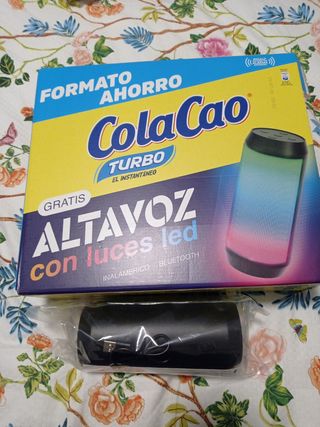 FORMATO
AHORRO
ColaCao
TURBO
EL INSTANTÁNEO
GRATIS
ALTAVOZ
con luces led
INALÁMBRICO BLUETOOTH